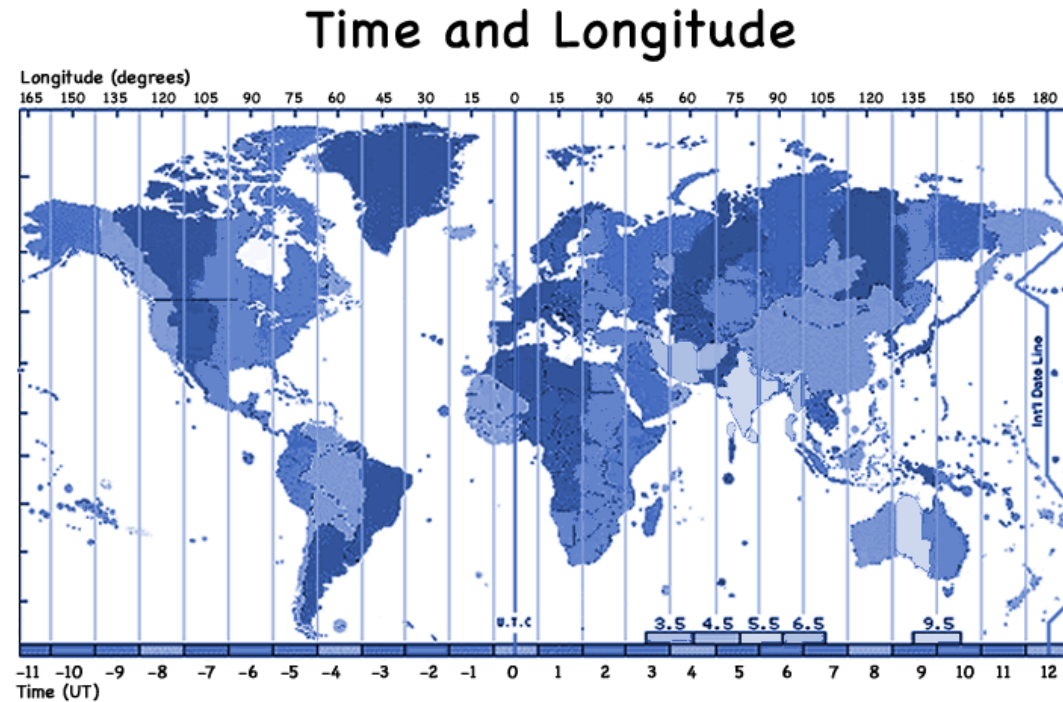 Time and Longitude
Longitude (degrees)
165 150 135 120 105 90 75 60 45 30 15 0 15 30 45 60 75 90 105 120 135 150 165 180
Int'l Date Line
U.T.C 3.5 4.5 5.5 6.5 9.5
-11 -10 -9 -8 -7 -6 -5 -4 -3 -2 -1 0 1 2 3 4 5 6 7 8 9 10 11 12
Time (UT)